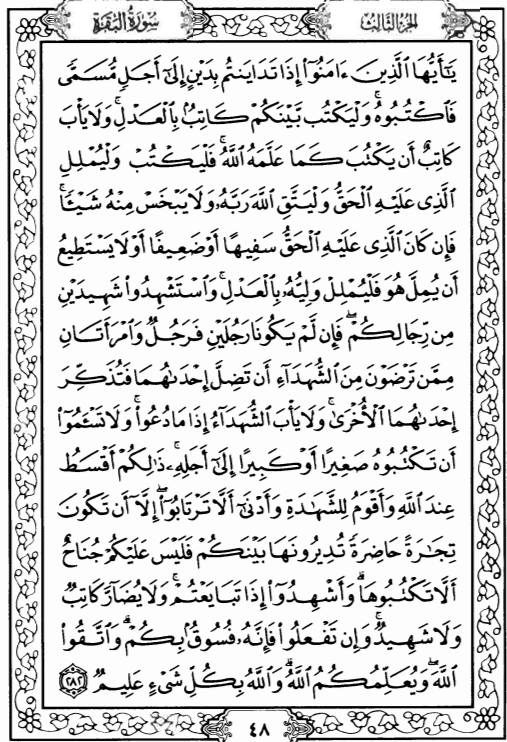 الجزء الثالث
سورة البقرة
يَـٰٓأَيُّهَا ٱلَّذِينَ ءَامَنُوٓا۟ إِذَا تَدَايَنتُم بِدَيْنٍ إِلَىٰٓ أَجَلٍ مُّسَمًّى
فَٱكْتُبُوهُ ۚ وَلْيَكْتُب بَّيْنَكُمْ كَاتِبٌۢ بِٱلْعَدْلِ ۚ وَلَا يَأْبَ
كَاتِبٌ أَن يَكْتُبَ كَمَا عَلَّمَهُ ٱللَّهُ ۚ فَلْيَكْتُبْ وَلْيُمْلِلِ
ٱلَّذِى عَلَيْهِ ٱلْحَقُّ وَلْيَتَّقِ ٱللَّهَ رَبَّهُۥ وَلَا يَبْخَسْ مِنْهُ شَيْـًٔا ۚ
فَإِن كَانَ ٱلَّذِى عَلَيْهِ ٱلْحَقُّ سَفِيهًا أَوْ ضَعِيفًا أَوْ لَا يَسْتَطِيعُ
أَن يُمِلَّ هُوَ فَلْيُمْلِلْ وَلِيُّهُۥ بِٱلْعَدْلِ ۚ وَٱسْتَشْهِدُوا۟ شَهِيدَيْنِ
مِن رِّجَالِكُمْ ۖ فَإِن لَّمْ يَكُونَا رَجُلَيْنِ فَرَجُلٌ وَٱمْرَأَتَانِ
مِمَّن تَرْضَوْنَ مِنَ ٱلشُّهَدَآءِ أَن تَضِلَّ إِحْدَىٰهُمَا فَتُذَكِّرَ
إِحْدَىٰهُمَا ٱلْأُخْرَىٰ ۚ وَلَا يَأْبَ ٱلشُّهَدَآءُ إِذَا مَا دُعُوا۟ ۚ وَلَا تَسْـَٔمُوٓا۟
أَن تَكْتُبُوهُ صَغِيرًا أَوْ كَبِيرًا إِلَىٰٓ أَجَلِهِۦ ۚ ذَٰلِكُمْ أَقْسَطُ
عِندَ ٱللَّهِ وَأَقْوَمُ لِلشَّهَـٰدَةِ وَأَدْنَىٰٓ أَلَّا تَرْتَابُوٓا۟ ۖ إِلَّآ أَن تَكُونَ
تِجَـٰرَةً حَاضِرَةً تُدِيرُونَهَا بَيْنَكُمْ فَلَيْسَ عَلَيْكُمْ جُنَاحٌ
أَلَّا تَكْتُبُوهَا ۗ وَأَشْهِدُوٓا۟ إِذَا تَبَايَعْتُمْ ۚ وَلَا يُضَآرَّ كَاتِبٌ
وَلَا شَهِيدٌ ۚ وَإِن تَفْعَلُوا۟ فَإِنَّهُۥ فُسُوقٌۢ بِكُمْ ۗ وَٱتَّقُوا۟
ٱللَّهَ ۖ وَيُعَلِّمُكُمُ ٱللَّهُ ۗ وَٱللَّهُ بِكُلِّ شَىْءٍ عَلِيمٌ ٢٨٢
٤٨